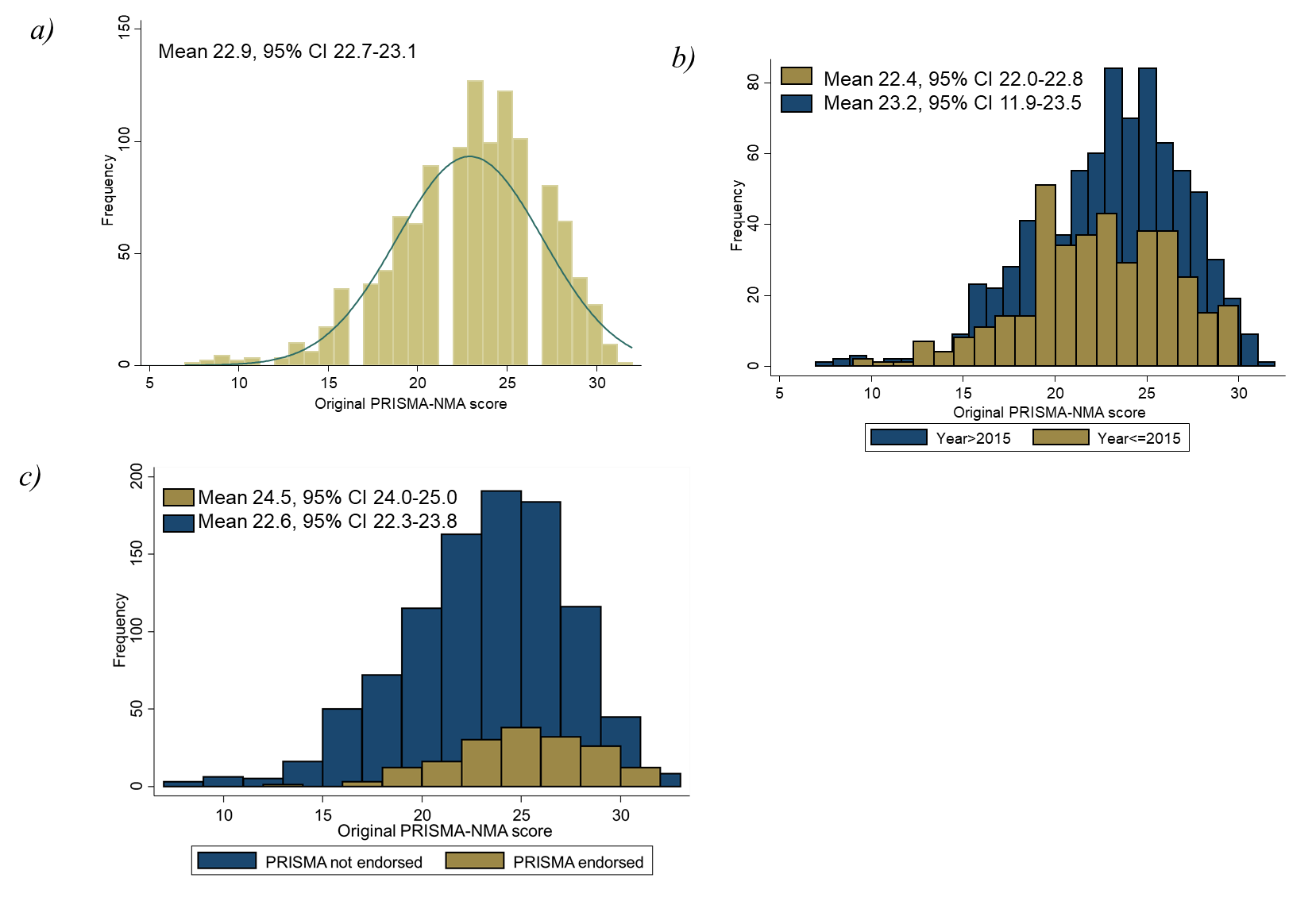 a)
Mean 22.9, 95% CI 22.7-23.1
Frequency
150
100
50
0
5 10 15 20 25 30
Original PRISMA-NMA score
b)
Mean 22.4, 95% CI 22.0-22.8
Mean 23.2, 95% CI 11.9-23.5
Frequency
80
60
40
20
0
5 10 15 20 25 30
Original PRISMA-NMA score
Year>2015 Year<=2015
c)
Mean 24.5, 95% CI 24.0-25.0
Mean 22.6, 95% CI 22.3-23.8
Frequency
200
150
100
50
0
10 15 20 25 30
Original PRISMA-NMA score
PRISMA not endorsed PRISMA endorsed